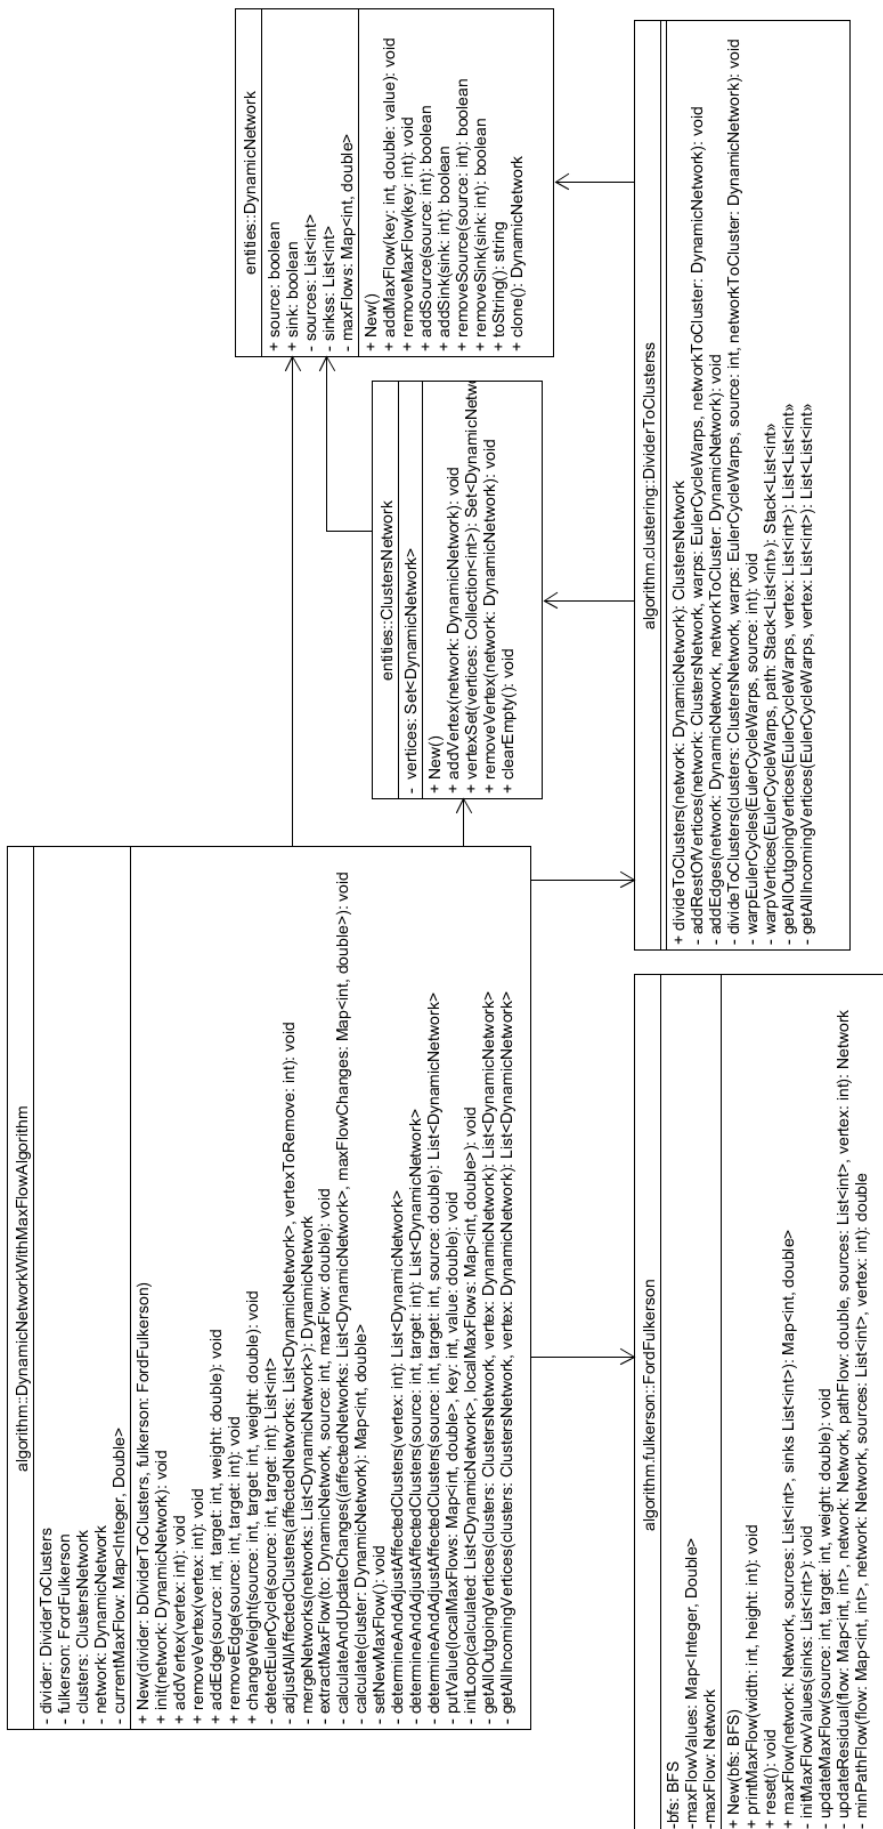 algorithm::DynamicNetworkWithMaxFlowAlgorithm
- divider: DividerToClusters
- fulkerson: FordFulkerson
- clusters: ClustersNetwork
- network: DynamicNetwork
- currentMaxFlow: Map<Integer, Double>
+ New(divider: bDividerToClusters, fulkerson: FordFulkerson)
+ init(network: DynamicNetwork): void
+ addVertex(vertex: int): void
+ removeVertex(vertex: int): void
+ addEdge(source: int, target: int, weight: double): void
+ removeEdge(source: int, target: int): void
+ changeWeight(source: int, target: int, weight: double): void
- detectEulerCycle(source: int, target: int): List<int>
- adjustAllAffectedClusters(affectedNetworks: List<DynamicNetwork>, vertexToRemove: int): void
- mergeNetworks(networks: List<DynamicNetwork>): DynamicNetwork
- extractMaxFlow(to: DynamicNetwork, source: int, maxFlow: double): void
- calculateAndUpdateChanges((affectedNetworks: List<DynamicNetwork>, maxFlowChanges: Map<int, double>): void
- calculate(cluster: DynamicNetwork): Map<int, double>
- setNewMaxFlow(): void
- determineAndAdjustAffectedClusters(vertex: int): List<DynamicNetwork>
- determineAndAdjustAffectedClusters(source: int, target: int): List<DynamicNetwork>
- determineAndAdjustAffectedClusters(source: int, target: int, source: double): List<DynamicNetwork>
- putValue(localMaxFlows: Map<int, double>, key: int, value: double): void
- initLoop(calculated: List<DynamicNetwork>, localMaxFlows: Map<int, double>): void
- getAllOutgoingVertices(clusters: ClustersNetwork, vertex: DynamicNetwork): List<DynamicNetwork>
- getAllIncomingVertices(clusters: ClustersNetwork, vertex: DynamicNetwork): List<DynamicNetwork>
entities::DynamicNetwork
+ source: boolean
+ sink: boolean
- sources: List<int>
- sinkss: List<int>
- maxFlows: Map<int, double>
+ New()
+ addMaxFlow(key: int, double: value): void
+ removeMaxFlow(key: int): void
+ addSource(source: int): boolean
+ addSink(sink: int): boolean
+ removeSource(source: int): boolean
+ removeSink(sink: int): boolean
+ toString(): string
+ clone(): DynamicNetwork
entities::ClustersNetwork
- vertices: Set<DynamicNetwork>
+ New()
+ addVertex(network: DynamicNetwork): void
+ vertexSet(vertices: Collection<int>): Set<DynamicNetw
+ removeVertex(network: DynamicNetwork): void
+ clearEmpty(): void
algorithm.fulkerson::FordFulkerson
-bfs: BFS
-maxFlowValues: Map<Integer, Double>
-maxFlow: Network
+ New(bfs: BFS)
+ printMaxFlow(width: int, height: int): void
+ reset(): void
+ maxFlow(network: Network, sources: List<int>, sinks List<int>): Map<int, double>
- initMaxFlowValues(sinks: List<int>): void
- updateMaxFlow(source: int, target: int, weight: double): void
- updateResidual(flow: Map<int, int>, network: Network, pathFlow: double, sources: List<int>, vertex: int): Network
- minPathFlow(flow: Map<int, int>, network: Network, sources: List<int>, vertex: int): double
algorithm.clustering::DividerToClusterss
+ divideToClusters(network: DynamicNetwork): ClustersNetwork
- addRestOfVertices(network: ClustersNetwork, warps: EulerCycleWarps, networkToCluster: DynamicNetwork): void
- addEdges(network: DynamicNetwork, networkToCluster: DynamicNetwork): void
- divideToClusters(clusters: ClustersNetwork, warps: EulerCycleWarps, source: int, networkToCluster: DynamicNetwork): void
- warpEulerCycles(EulerCycleWarps, source: int): void
- warpVertices(EulerCycleWarps, path: Stack<List<int»): Stack<List<int»
- getAllOutgoingVertices(EulerCycleWarps, vertex: List<int>): List<List<int»
- getAllIncomingVertices(EulerCycleWarps, vertex: List<int>): List<List<int»